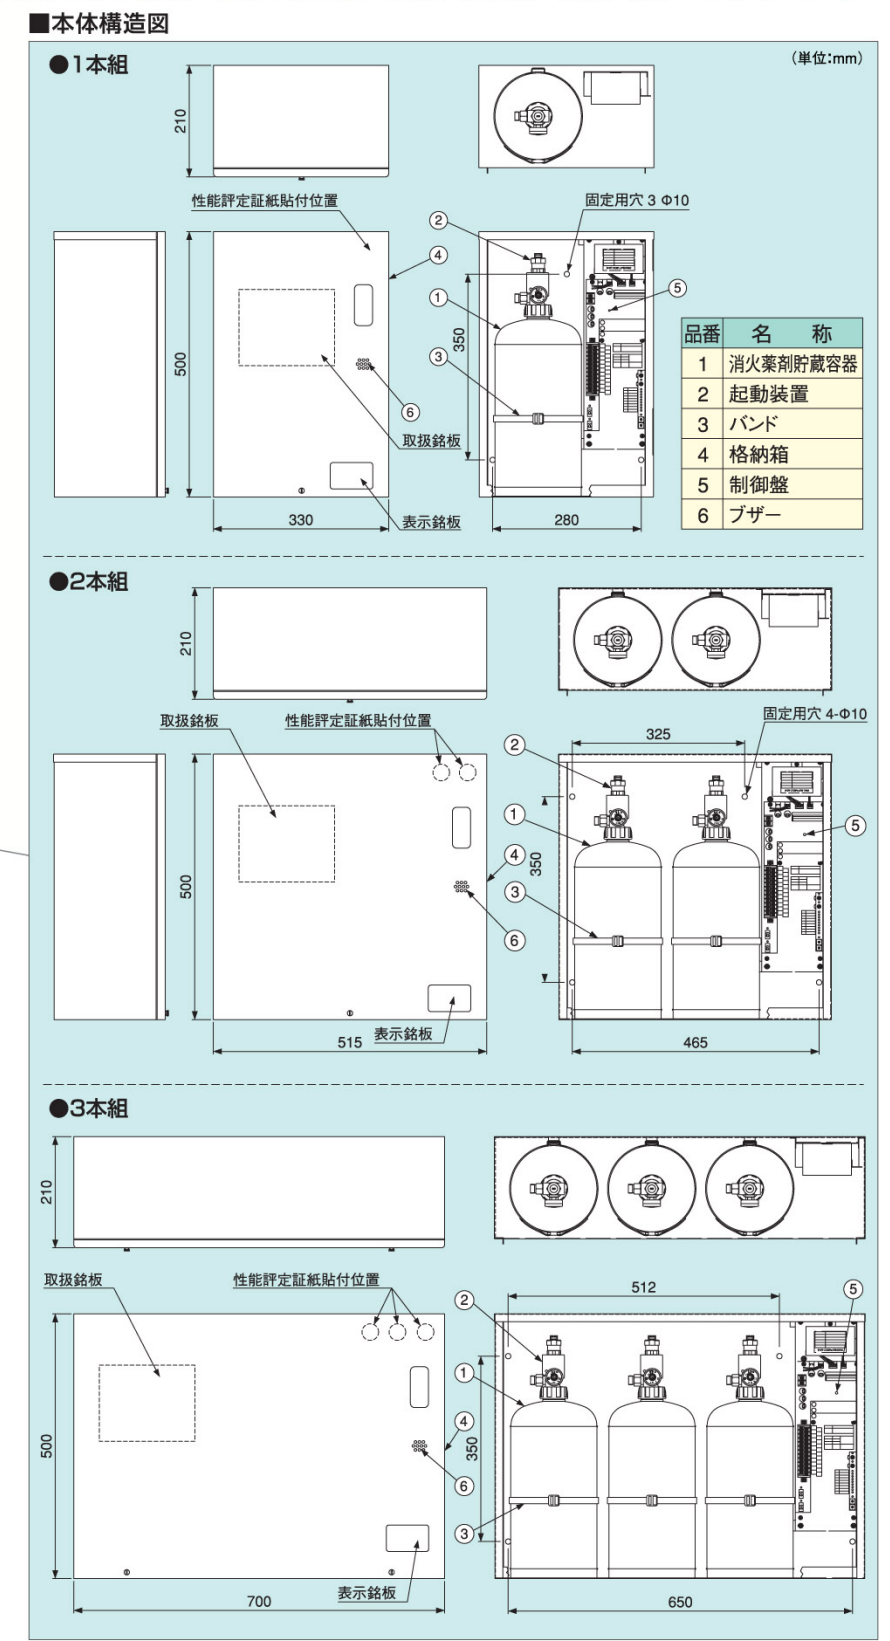 ■本体構造図
●1本組
(単位:mm)
210
性能評定証紙貼付位置
固定用穴 3 Φ10
②
④
①
⑤
③
⑥
500
350
取扱銘板
表示銘板
330
280
品番 名 称
1 消火薬剤貯蔵容器
2 起動装置
3 バンド
4 格納箱
5 制御盤
6 ブザー
●2本組
210
取扱銘板
性能評定証紙貼付位置
固定用穴 4-Φ10
325
②
①
⑤
④
③
⑥
500
350
表示銘板
515
465
●3本組
210
取扱銘板
性能評定証紙貼付位置
512
⑤
②
①
④
⑥
③
500
350
表示銘板
700
650